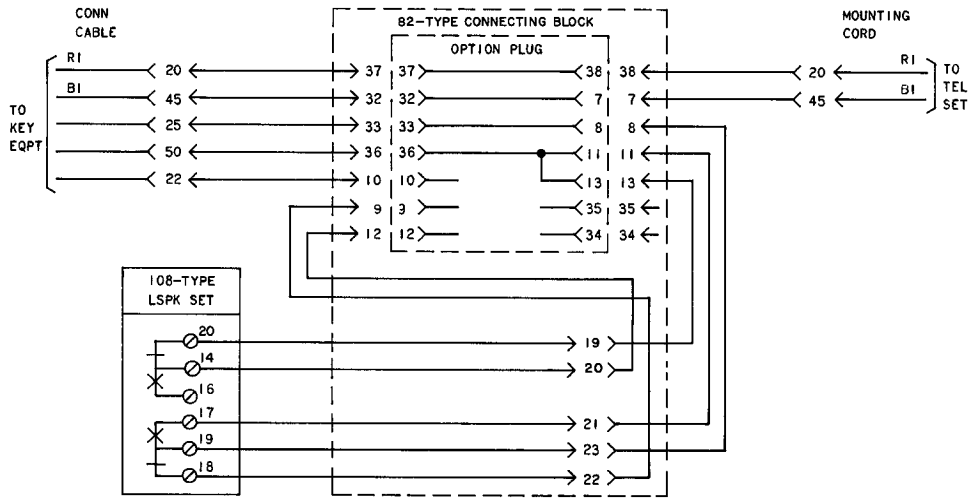 CONN
CABLE
82-TYPE CONNECTING BLOCK
MOUNTING
CORD
OPTION PLUG
R1 20 37 37 38 38 20 R1
B1 45 32 32 7 7 45 B1
TO
KEY
EQPT
TO
TEL
SET
25 33 33 8 8
50 36 36 11 11
22 10 10 13 13
9 9 35 35
12 12 34 34
108-TYPE
LSPK SET
20 19
14 20
16
17 21
19 23
18 22